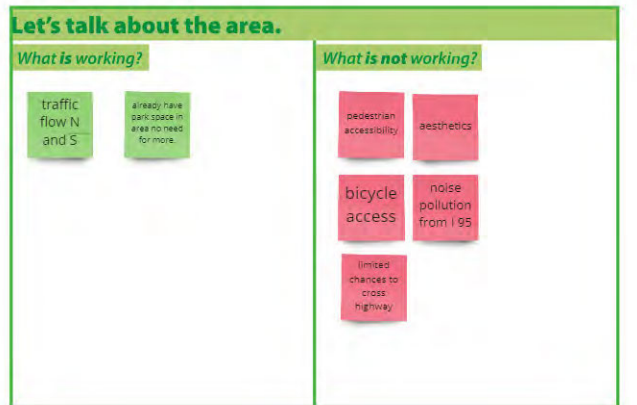 Let's talk about the area.
What is working?
What is not working?
traffic
flow N
and S
already have
park space in
area no need
for more.
pedestrian
accessibility
aesthetics
bicycle
access
noise
pollution
from I 95
limited
chances to
cross
highway